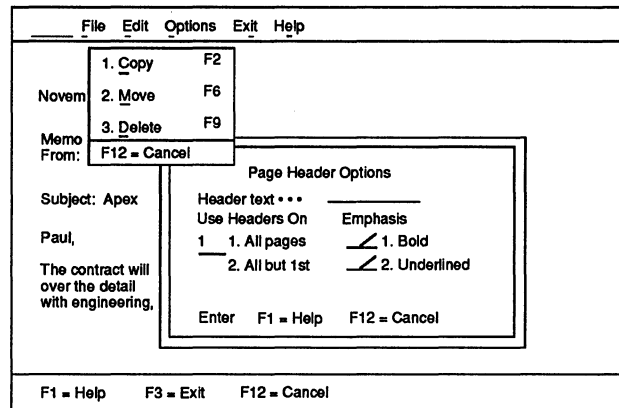 File Edit Options Exit Help
1. Copy F2
2. Move F6
3. Delete F9
F12 = Cancel
Novem
Memo
From:
Subject: Apex
Paul,
The contract will
over the detail
with engineering,
Page Header Options
Header text • • •
Use Headers On Emphasis
1 1. All pages 1. Bold
2. All but 1st 2. Underlined
Enter F1 = Help F12 = Cancel
F1 = Help F3 = Exit F12 = Cancel